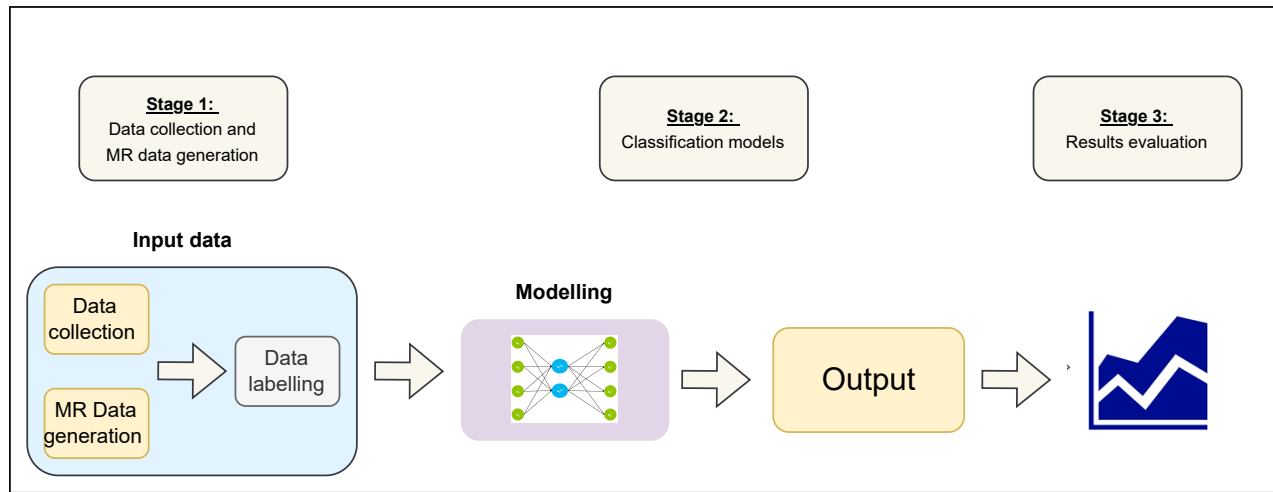 Stage 1:
Data collection and
MR data generation
Stage 2:
Classification models
Stage 3:
Results evaluation
Input data
Data
collection
MR Data
generation
Data
labelling
Modelling
Output